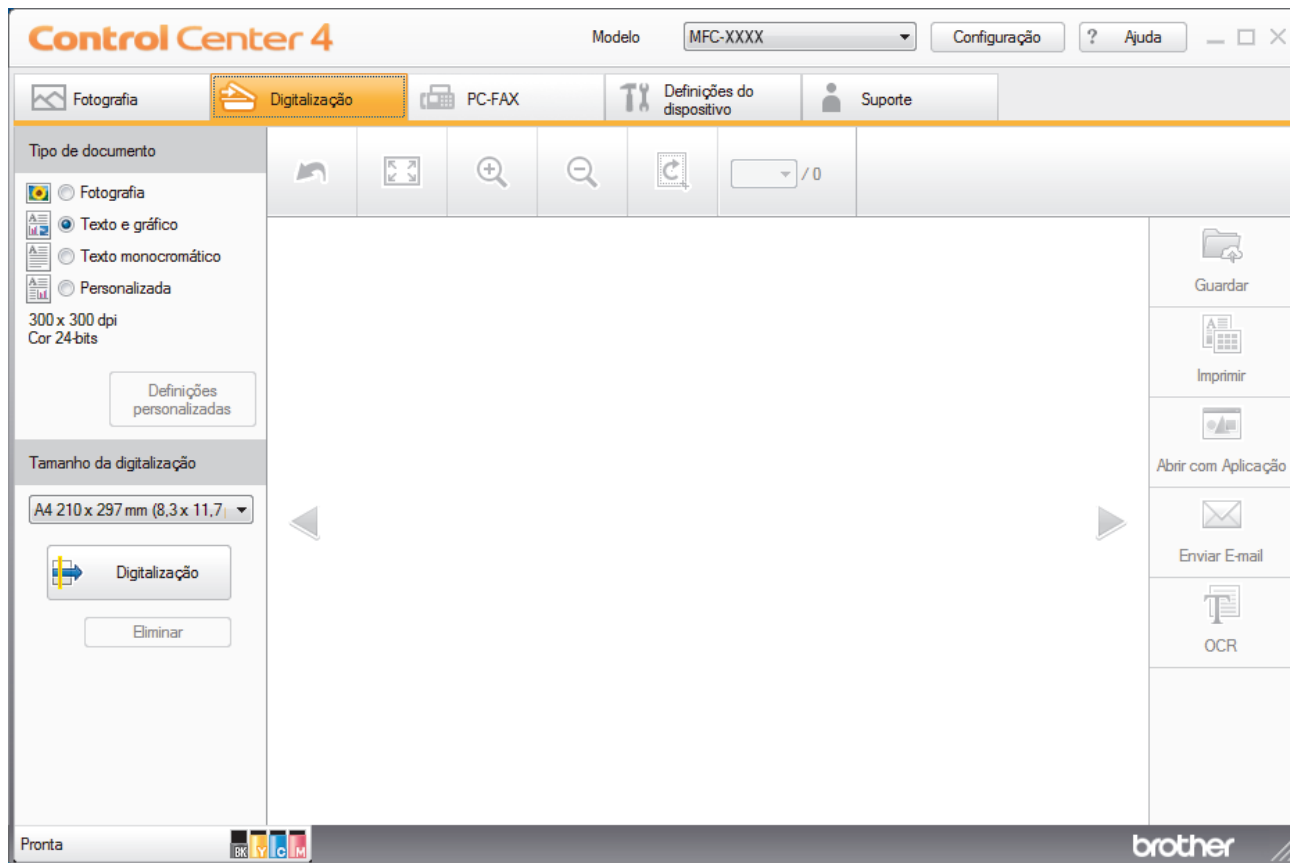 Control Center 4
Modelo
MFC-XXXX
Configuração
? Ajuda
Fotografia
Digitalização
PC-FAX
Definições do
dispositivo
Suporte
Tipo de documento
Fotografia
Texto e gráfico
Texto monocromático
Personalizada
300 x 300 dpi
Cor 24-bits
Definições
personalizadas
/ 0
Tamanho da digitalização
A4 210 x 297 mm (8,3 x 11,7
Digitalização
Eliminar
Guardar
Imprimir
Abrir com Aplicação
Enviar E-mail
OCR
Pronta
BK Y C M
brother